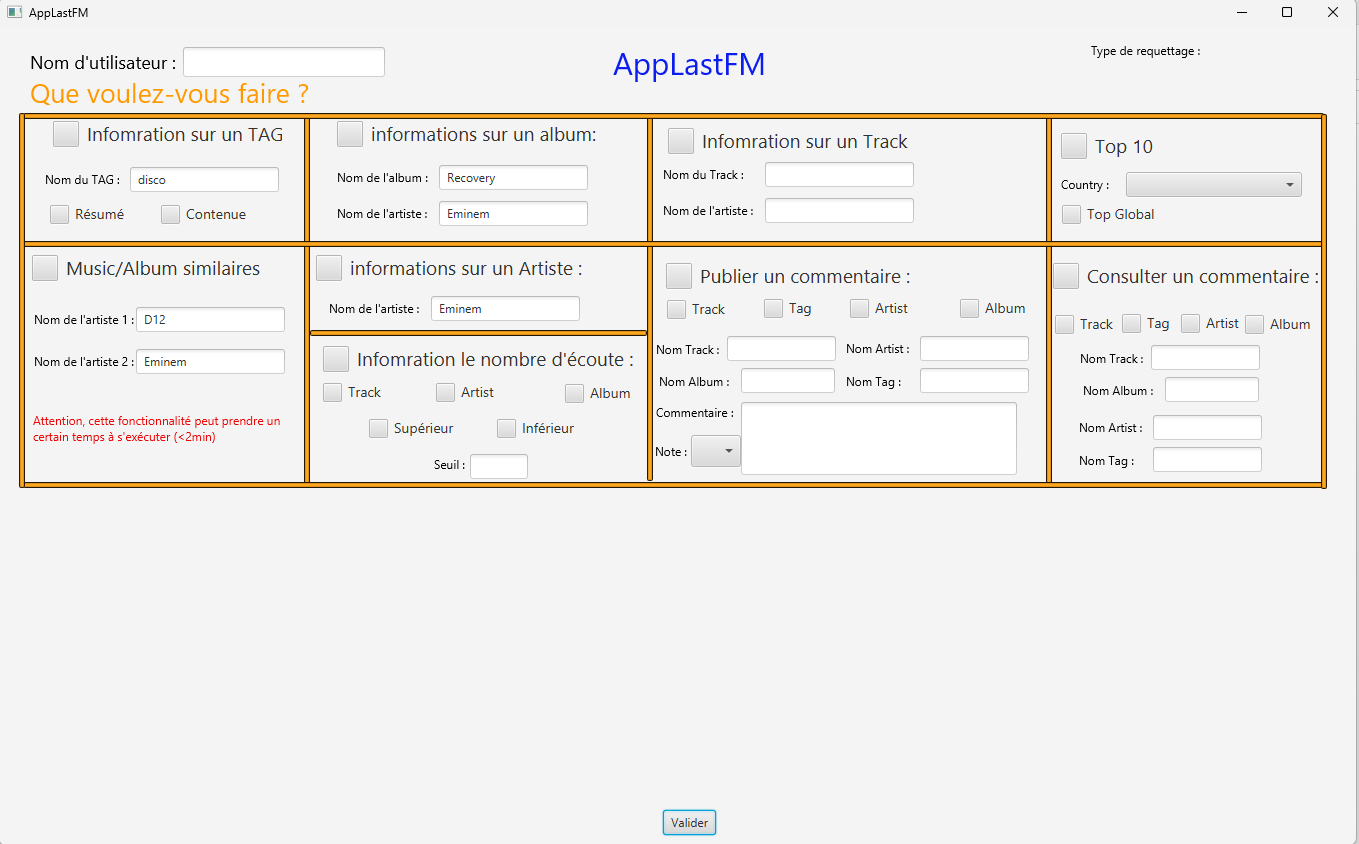 AppLastFM
Nom d'utilisateur :
AppLastFM
Type de requettage :
Que voulez-vous faire ?
Infomration sur un TAG
Nom du TAG :
disco
Résumé
Contenue
informations sur un album:
Nom de l'album :
Recovery
Nom de l'artiste :
Eminem
Infomration sur un Track
Nom du Track :
Nom de l'artiste :
Top 10
Country :
Top Global
Music/Album similaires
Nom de l'artiste 1 :
D12
Nom de l'artiste 2 :
Eminem
Attention, cette fonctionnalité peut prendre un
certain temps à s'exécuter (<2min)
informations sur un Artiste :
Nom de l'artiste :
Eminem
Infomration le nombre d'écoute :
Track
Artist
Album
Supérieur
Inférieur
Seuil :
Publier un commentaire :
Track
Tag
Artist
Album
Nom Track :
Nom Artist :
Nom Album :
Nom Tag :
Commentaire :
Note :
Consulter un commentaire :
Track
Tag
Artist
Album
Nom Track :
Nom Album :
Nom Artist :
Nom Tag :
Valider